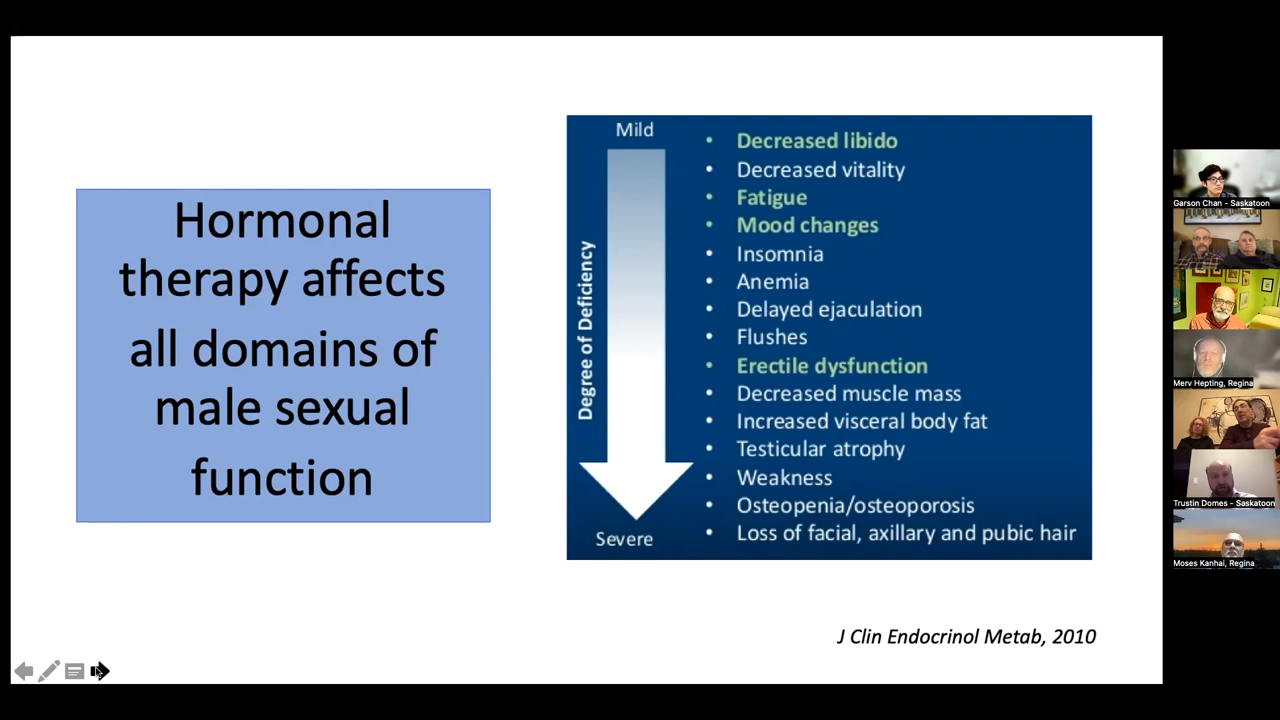 Hormonal
therapy affects
all domains of
male sexual
function
Mild
Degree of Deficiency
Severe
• Decreased libido
• Decreased vitality
• Fatigue
• Mood changes
• Insomnia
• Anemia
• Delayed ejaculation
• Flushes
• Erectile dysfunction
• Decreased muscle mass
• Increased visceral body fat
• Testicular atrophy
• Weakness
• Osteopenia/osteoporosis
• Loss of facial, axillary and pubic hair
J Clin Endocrinol Metab, 2010
Garson Chan - Saskatoon
Merv Hepting, Regina
Trustin Domes - Saskatoon
Moses Kanhai, Regina